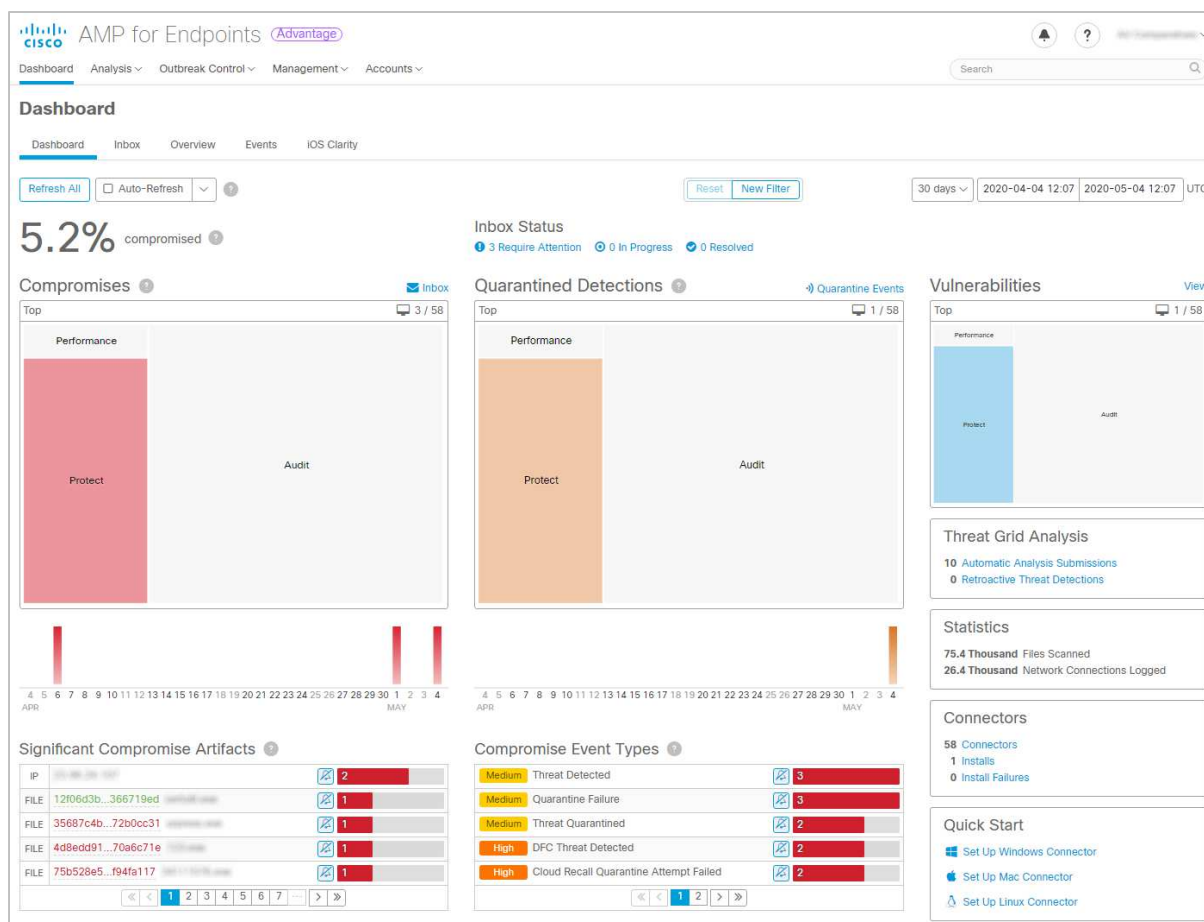 CISCO AMP for Endpoints Advantage
?
Dashboard Analysis Outbreak Control Management Accounts
Search
Dashboard
Dashboard Inbox Overview Events iOS Clarity
Refresh All Auto-Refresh ?
Reset New Filter
30 days 2020-04-04 12:07 2020-05-04 12:07 UTC
5.2% compromised ?
Inbox Status
3 Require Attention 0 In Progress 0 Resolved
Compromises ? Inbox
Top 3 / 58
Performance
Protect
Audit
4 5 6 7 8 9 10 11 12 13 14 15 16 17 18 19 20 21 22 23 24 25 26 27 28 29 30 1 2 3 4
APR MAY
Quarantined Detections ? Quarantine Events
Top 1 / 58
Performance
Protect
Audit
4 5 6 7 8 9 10 11 12 13 14 15 16 17 18 19 20 21 22 23 24 25 26 27 28 29 30 1 2 3 4
APR MAY
Vulnerabilities View
Top 1 / 58
Performance
Protect
Audit
Threat Grid Analysis
10 Automatic Analysis Submissions
0 Retroactive Threat Detections
Statistics
75.4 Thousand Files Scanned
26.4 Thousand Network Connections Logged
Connectors
58 Connectors
1 Installs
0 Install Failures
Quick Start
Set Up Windows Connector
Set Up Mac Connector
Set Up Linux Connector
Significant Compromise Artifacts ?
IP 2
FILE 12f06d3b...366719ed 1
FILE 35687c4b...72b0cc31 1
FILE 4d8edd91...70a6c71e 1
FILE 75b528e5...f94fa117 1
« < 1 2 3 4 5 6 7 ... > »
Compromise Event Types ?
Medium Threat Detected 3
Medium Quarantine Failure 3
Medium Threat Quarantined 2
High DFC Threat Detected 2
High Cloud Recall Quarantine Attempt Failed 2
« < 1 2 > »